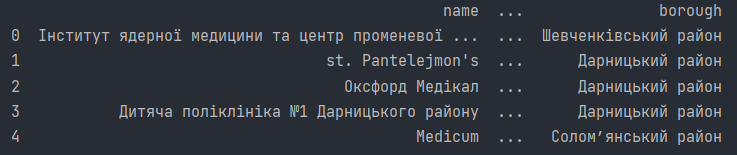 name ... borough
0 Інститут ядерної медицини та центр променевої ... ... Шевченківський район
1 st. Pantelejmon's ... Дарницький район
2 Оксфорд Медікал ... Дарницький район
3 Дитяча поліклініка №1 Дарницького району ... Дарницький район
4 Medicum ... Солом’янський район